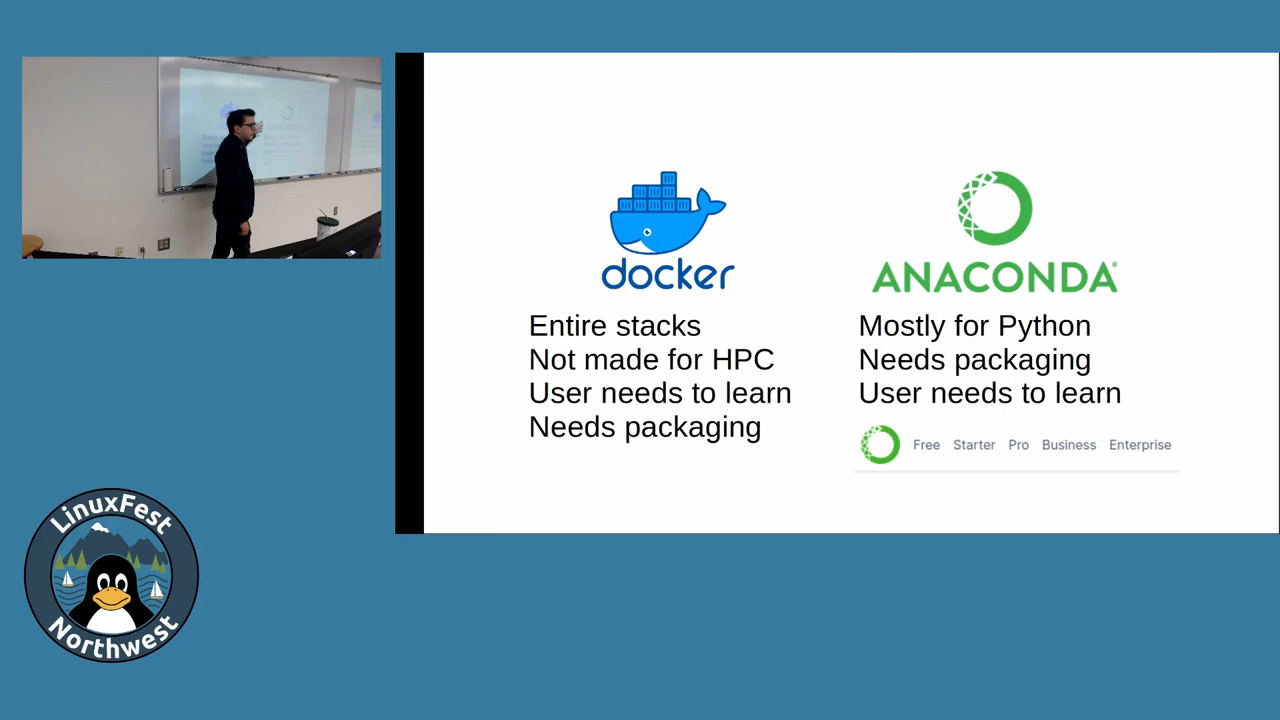 docker
Entire stacks
Not made for HPC
User needs to learn
Needs packaging
ANACONDA
Mostly for Python
Needs packaging
User needs to learn
Free Starter Pro Business Enterprise
LinuxFest
Northwest